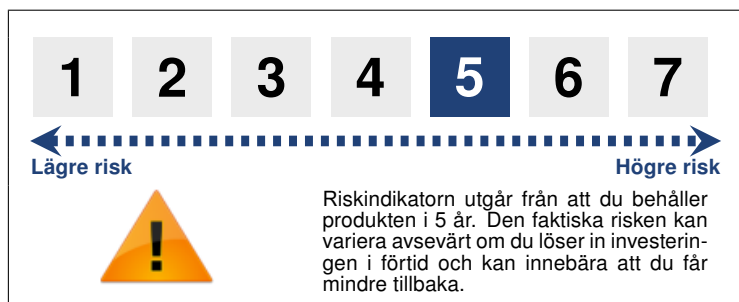 1 2 3 4 5 6 7
Lägre risk Högre risk
!
Riskindikatorn utgår från att du behåller
produkten i 5 år. Den faktiska risken kan
variera avsevärt om du löser in investerin-
gen i förtid och kan innebära att du får
mindre tillbaka.